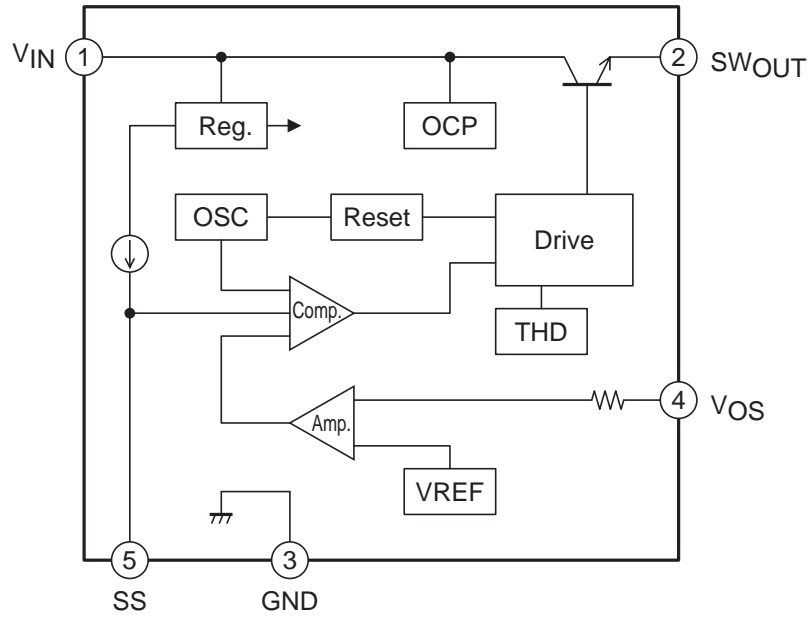 VIN 1 2 SWOUT
Reg. OCP
OSC Reset Drive
Comp.
THD
Amp. 4 VOS
VREF
5 3
SS GND